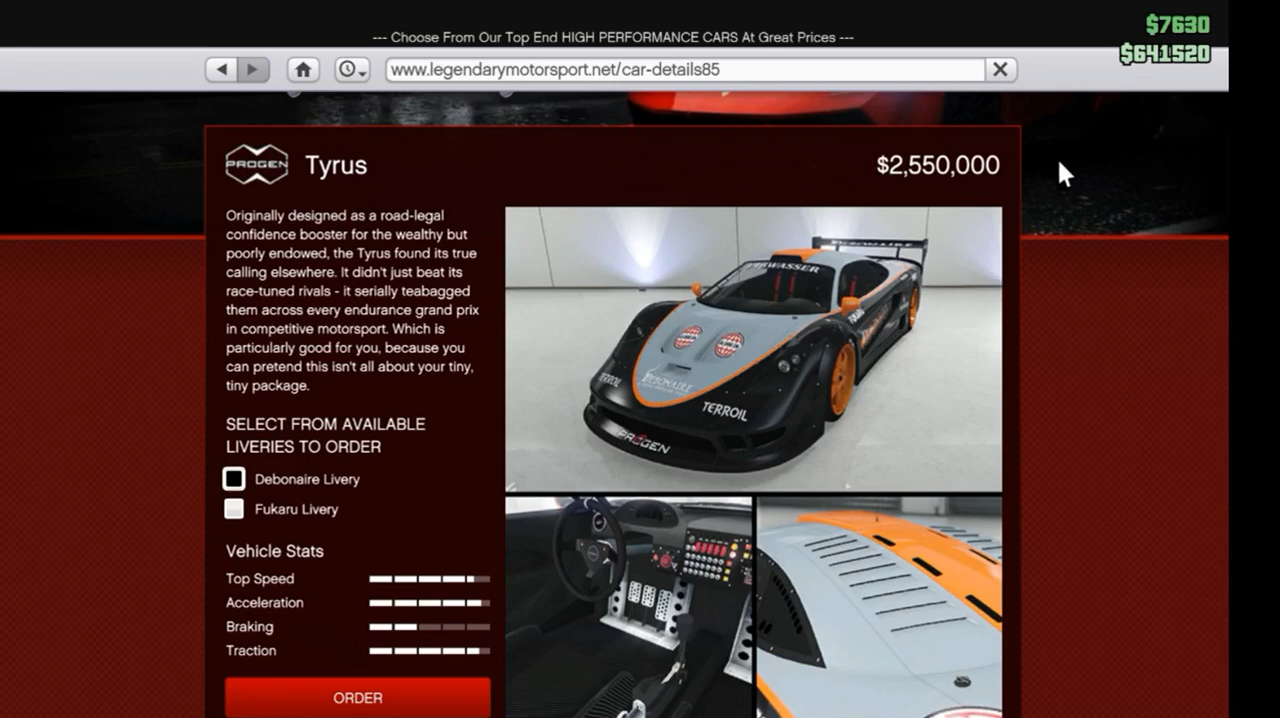 --- Choose From Our Top End HIGH PERFORMANCE CARS At Great Prices ---
$7630
$641520
www.legendarymotorsport.net/car-details85
PROGEN
Tyrus
$2,550,000
Originally designed as a road-legal
confidence booster for the wealthy but
poorly endowed, the Tyrus found its true
calling elsewhere. It didn't just beat its
race-tuned rivals - it serially teabagged
them across every endurance grand prix
in competitive motorsport. Which is
particularly good for you, because you
can pretend this isn't all about your tiny,
tiny package.
SELECT FROM AVAILABLE
LIVERIES TO ORDER
Debonaire Livery
Fukaru Livery
Vehicle Stats
Top Speed
Acceleration
Braking
Traction
ORDER
DEBONAIRE
TERROIL
TERROIL
PROGEN